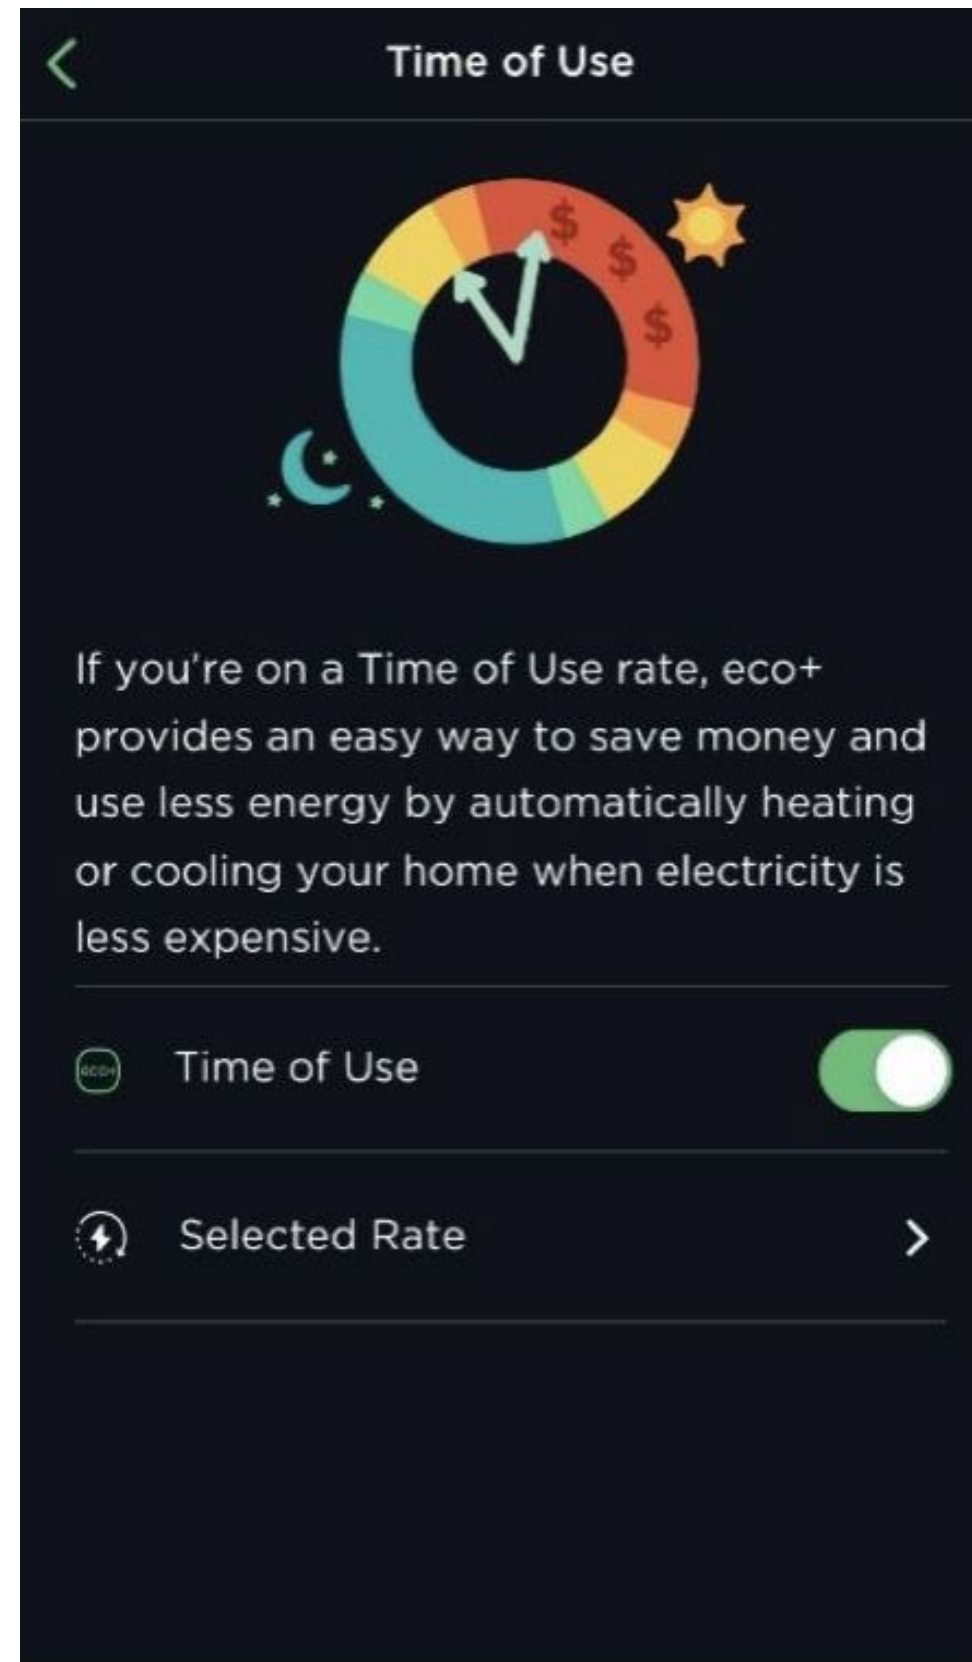 Time of Use
$
$
$
If you're on a Time of Use rate, eco+
provides an easy way to save money and
use less energy by automatically heating
or cooling your home when electricity is
less expensive.
eco+ Time of Use
Selected Rate